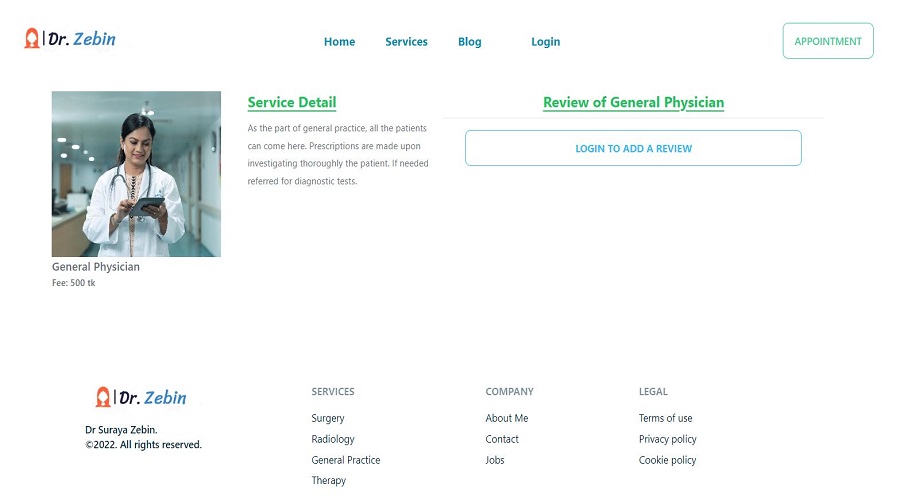 Dr. Zebin
Home
Services
Blog
Login
APPOINTMENT
General Physician
Fee: 500 tk
Service Detail
As the part of general practice, all the patients
can come here. Prescriptions are made upon
investigating thoroughly the patient. If needed
referred for diagnostic tests.
Review of General Physician
LOGIN TO ADD A REVIEW
Dr. Zebin
Dr Suraya Zebin.
©2022. All rights reserved.
SERVICES
Surgery
Radiology
General Practice
Therapy
COMPANY
About Me
Contact
Jobs
LEGAL
Terms of use
Privacy policy
Cookie policy